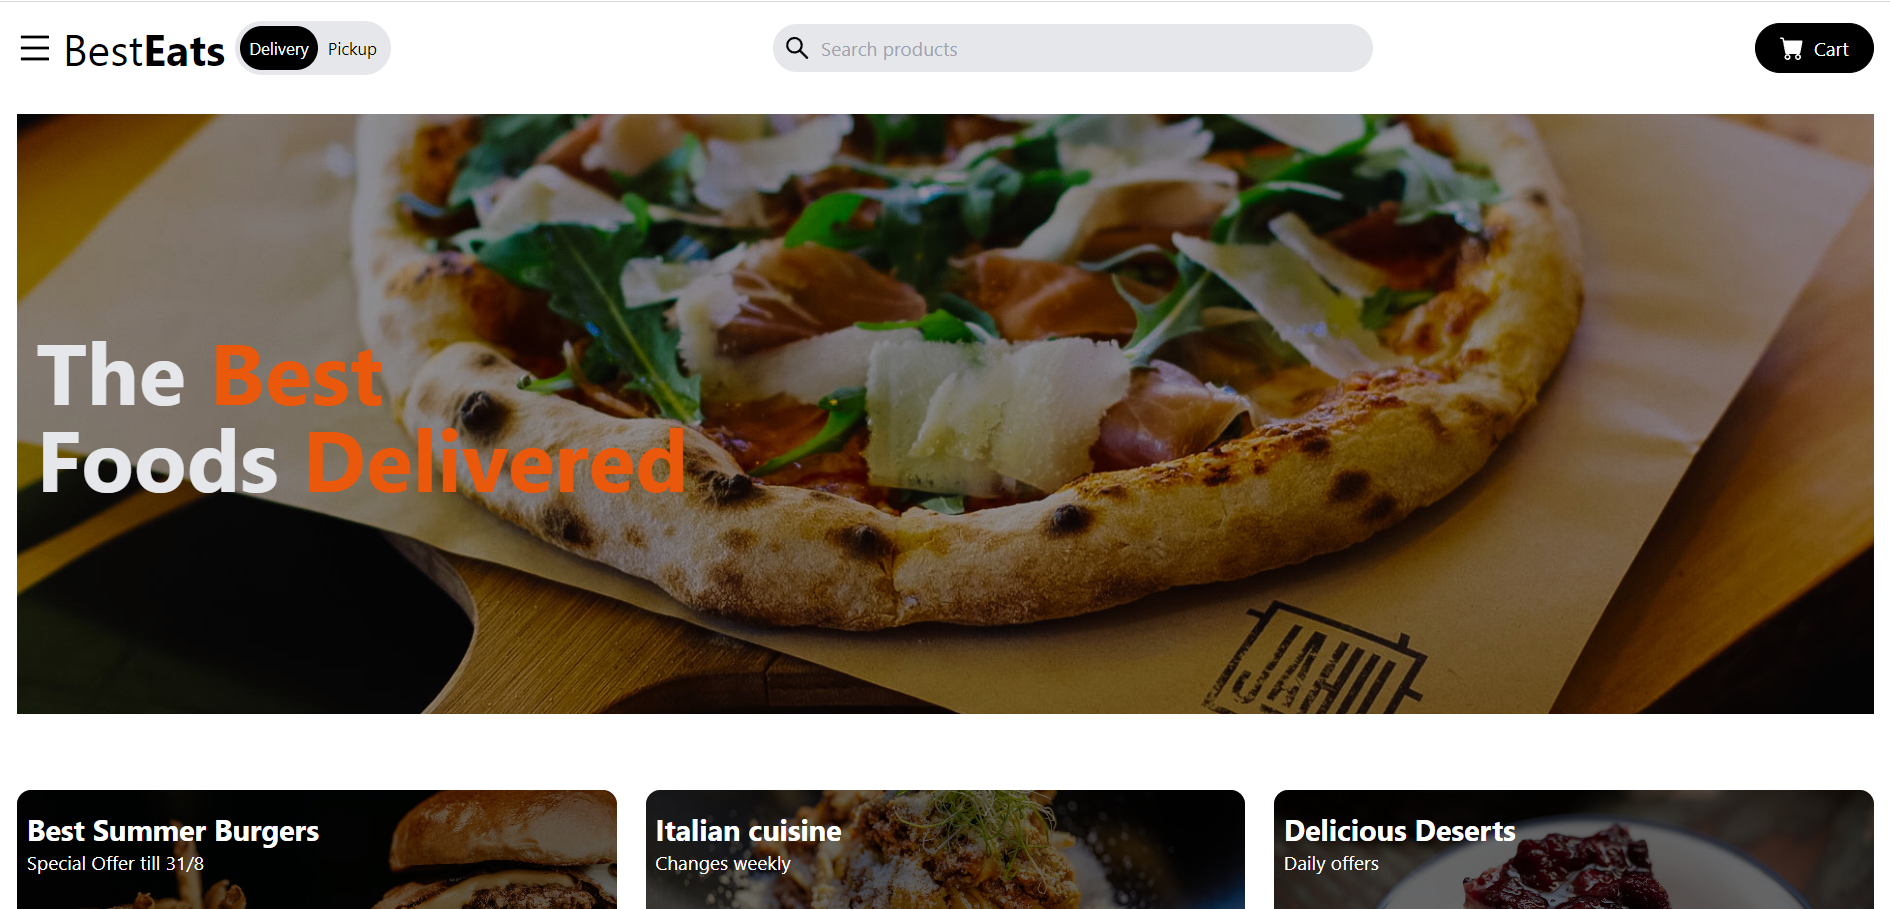 BestEats
Delivery Pickup
Search products
Cart
The Best
Foods Delivered
Best Summer Burgers
Special Offer till 31/8
Italian cuisine
Changes weekly
Delicious Deserts
Daily offers